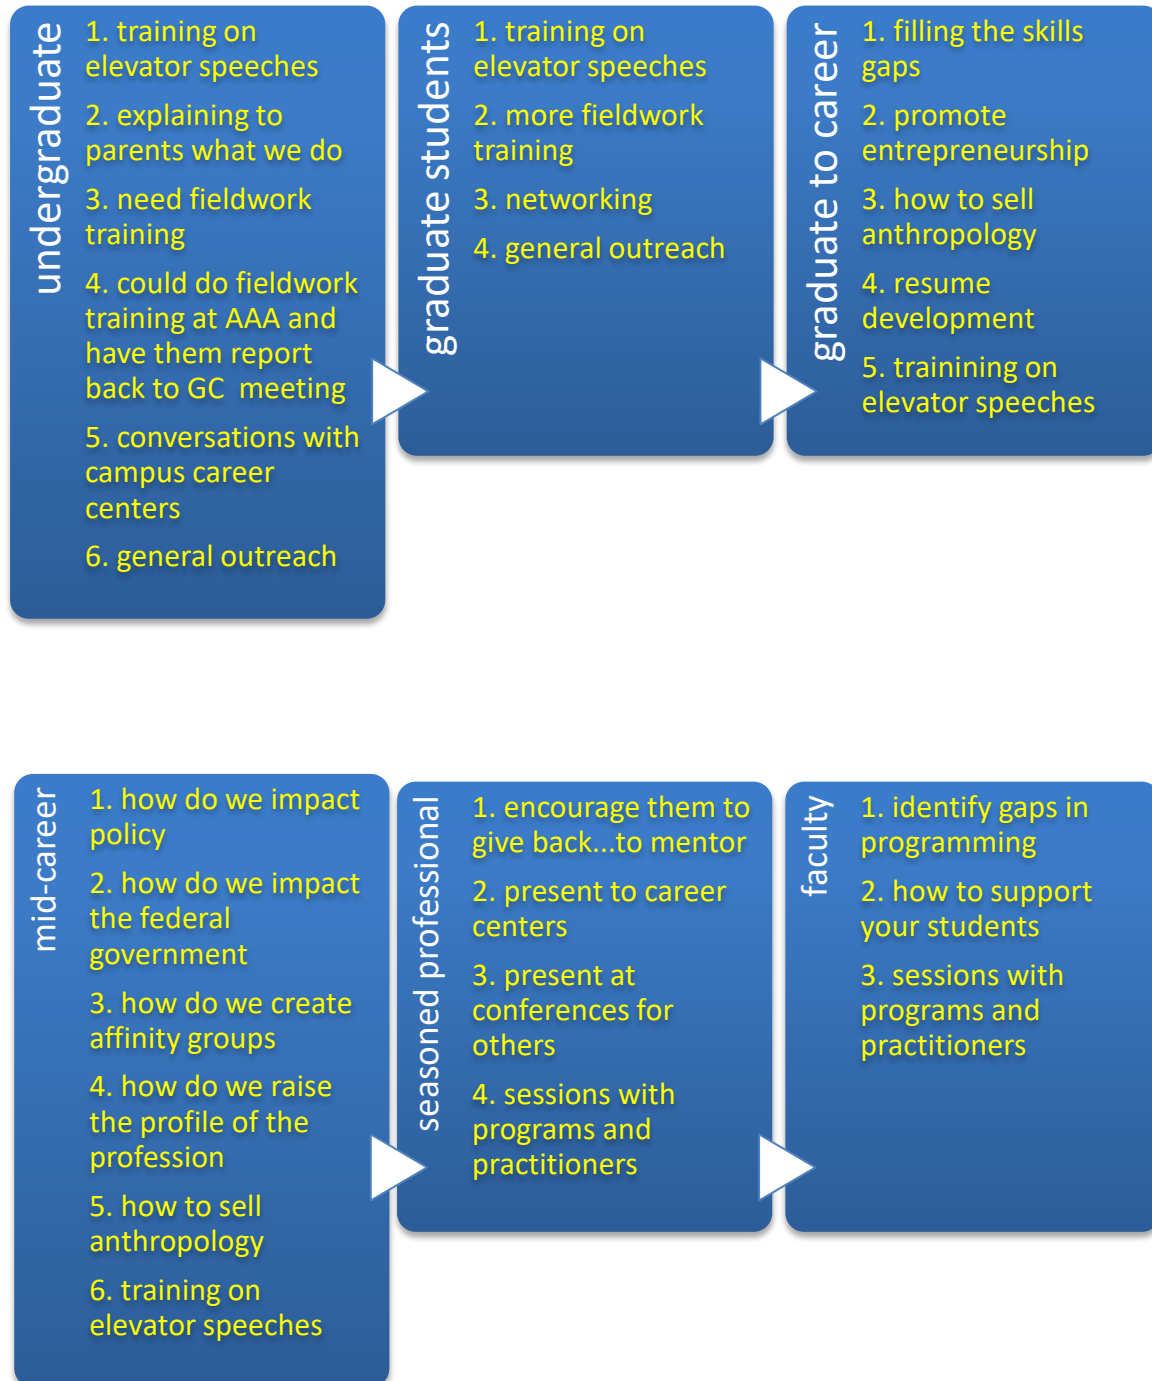 undergraduate
1. training on
elevator speeches
2. explaining to
parents what we do
3. need fieldwork
training
4. could do fieldwork
training at AAA and
have them report
back to GC  meeting
5. conversations with
campus career
centers
6. general outreach
graduate students
1. training on
elevator speeches
2. more fieldwork
training
3. networking
4. general outreach
graduate to career
1. filling the skills
gaps
2. promote
entrepreneurship
3. how to sell
anthropology
4. resume
development
5. trainining on
elevator speeches
mid-career
1. how do we impact
policy
2. how do we impact
the federal
government
3. how do we create
affinity groups
4. how do we raise
the profile of the
profession
5. how to sell
anthropology
6. training on
elevator speeches
seasoned professional
1. encourage them to
give back...to mentor
2. present to career
centers
3. present at
conferences for
others
4. sessions with
programs and
practitioners
faculty
1. identify gaps in
programming
2. how to support
your students
3. sessions with
programs and
practitioners